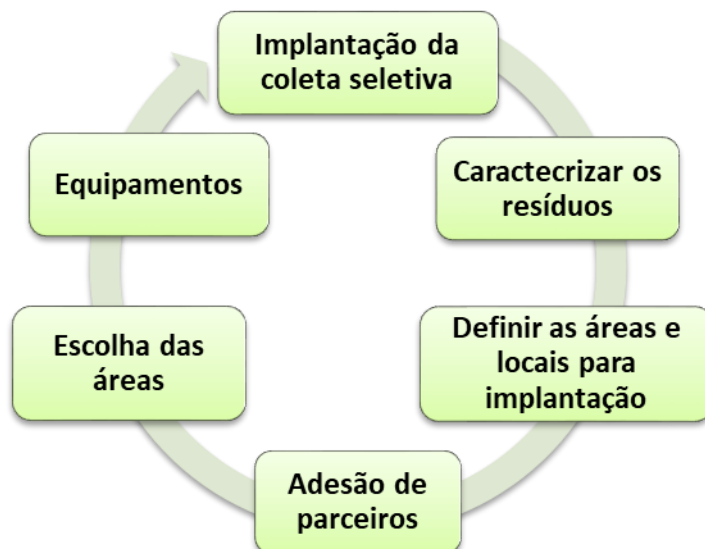 Implantação da
coleta seletiva
Caractecrizar os
resíduos
Definir as áreas e
locais para
implantação
Adesão de
parceiros
Escolha das
áreas
Equipamentos